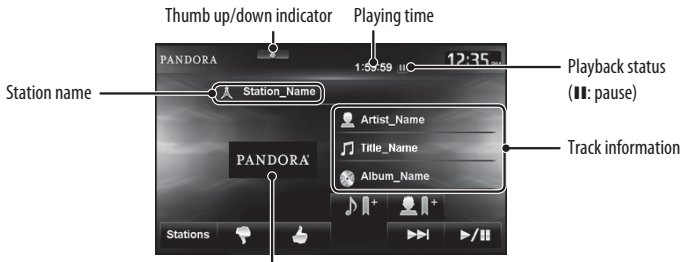 Thumb up/down indicator
Playing time
PANDORA
1:59:59
12:35 PM
Playback status
(⏸: pause)
Station name
Station_Name
Artist_Name
Track information
Title_Name
PANDORA
Album_Name
Stations